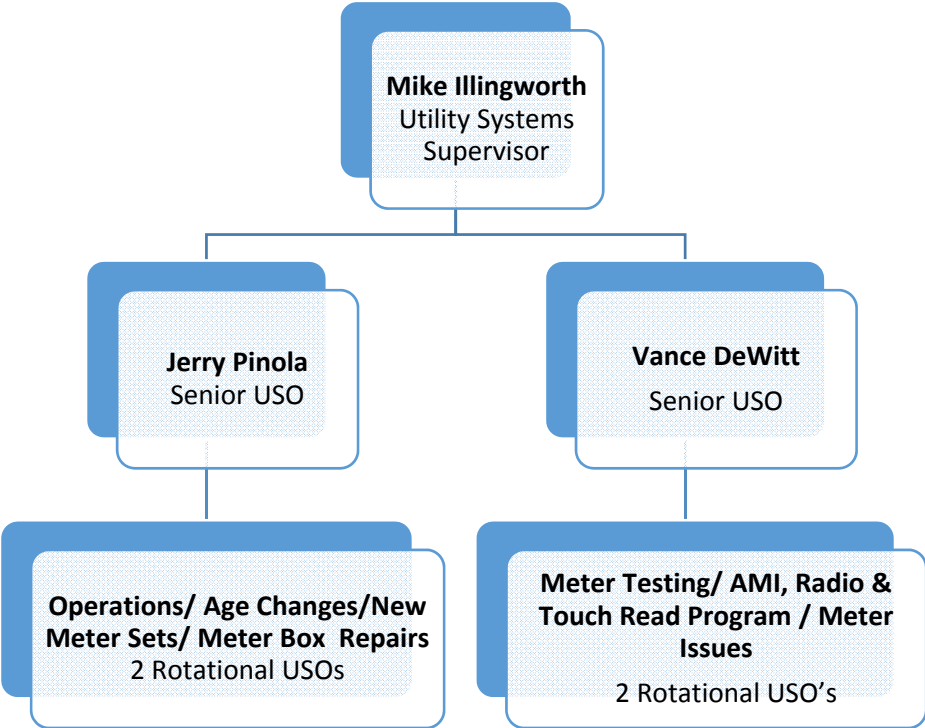 Mike Illingworth
Utility Systems
Supervisor
Jerry Pinola
Senior USO
Vance DeWitt
Senior USO
Operations/ Age Changes/New
Meter Sets/ Meter Box Repairs
2 Rotational USOs
Meter Testing/ AMI, Radio &
Touch Read Program / Meter
Issues
2 Rotational USO’s